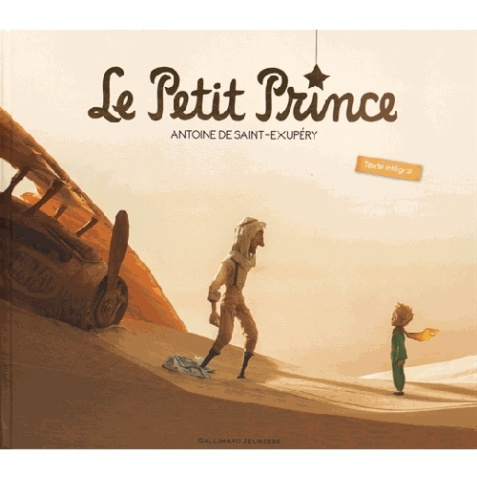 Le Petit Prince
ANTOINE DE SAINT-EXUPÉRY
Texte intégral
GALLIMARD JEUNESSE